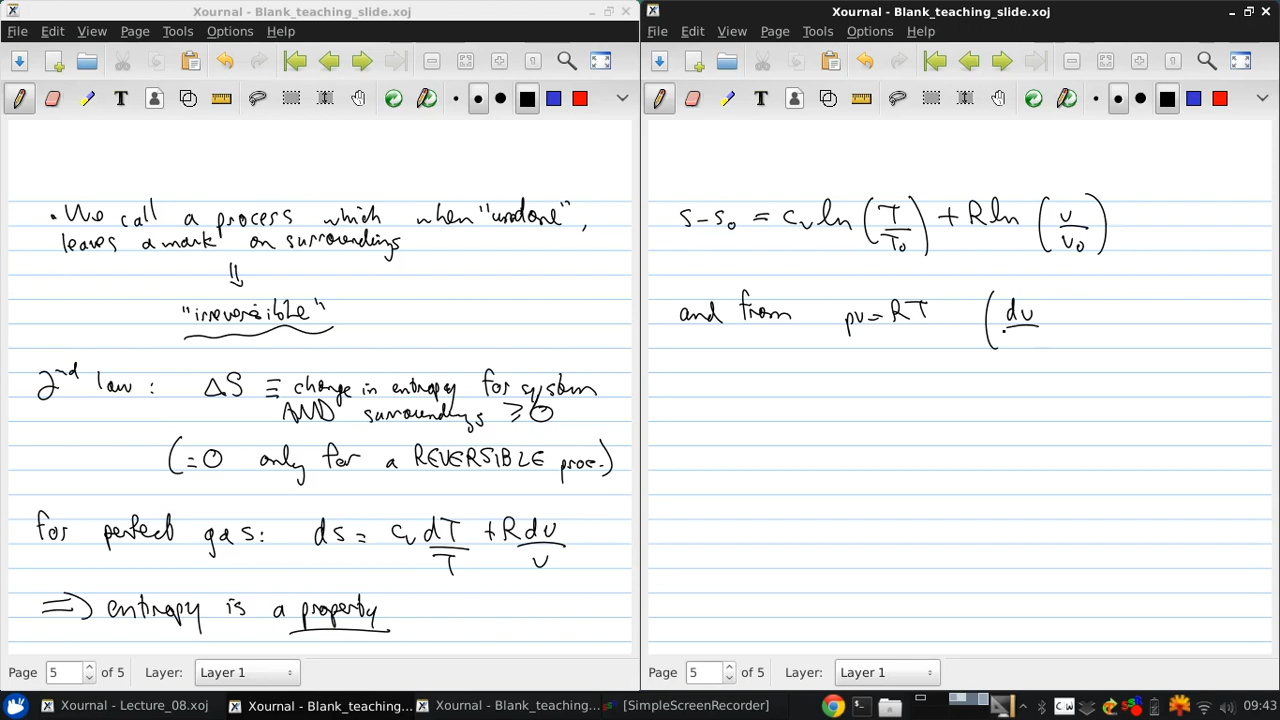 Xournal - Blank_teaching_slide.xoj
File Edit View Page Tools Options Help
• We call a process which when "undone",
leaves a mark on surroundings
⇓
"irreversible"
2nd law : ΔS ≡ change in entropy for system
AND surroundings ≥ 0
(= 0 only for a REVERSIBLE proc.)
for perfect gas: ds = cv dT/T + R dv/v
⇒ entropy is a property
Page 5 of 5 Layer: Layer 1
Xournal - Blank_teaching_slide.xoj
File Edit View Page Tools Options Help
s - s0 = cv ln (T/T0) + R ln (v/v0)
and from pv = RT (dv
Page 5 of 5 Layer: Layer 1
Xournal - Lecture_08.xoj Xournal - Blank_teaching... Xournal - Blank_teaching... [SimpleScreenRecorder] 09:43